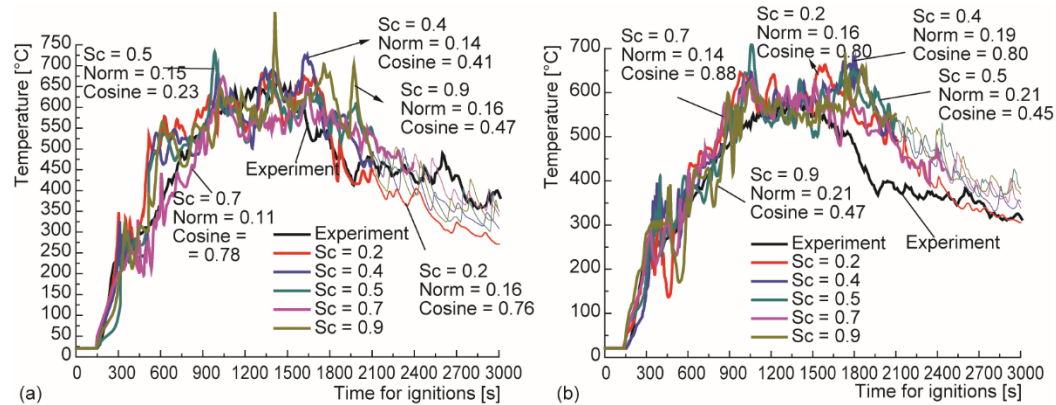 Temperature [°C]
750
700
650
600
550
500
450
400
350
300
250
200
150
100
50
0
Sc = 0.5
Norm = 0.15
Cosine = 0.23
Sc = 0.4
Norm = 0.14
Cosine = 0.41
Sc = 0.9
Norm = 0.16
Cosine = 0.47
Experiment
Sc = 0.7
Norm = 0.11
Cosine =
= 0.78
Experiment
Sc = 0.2
Sc = 0.4
Sc = 0.5
Sc = 0.7
Sc = 0.9
Sc = 0.2
Norm = 0.16
Cosine = 0.76
0 300 600 900 1200 1500 1800 2100 2400 2700 3000
(a)
Time for ignitions [s]
Temperature [°C]
700
600
500
400
300
200
100
0
Sc = 0.7
Norm = 0.14
Cosine = 0.88
Sc = 0.2
Norm =
0.16
Cosine = 0.80
Sc = 0.4
Norm = 0.19
Cosine = 0.80
Sc = 0.5
Norm =
0.21
Cosine =
0.45
Sc = 0.9
Norm = 0.21
Cosine = 0.47
Experiment
Sc = 0.2
Sc = 0.4
Sc = 0.5
Sc = 0.7
Sc = 0.9
Experiment
0 300 600 900 1200 1500 1800 2100 2400 2700 3000
(b)
Time for ignitions [s]